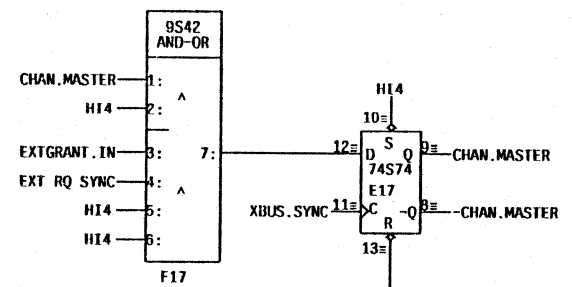 9S42
AND-OR
CHAN.MASTER 1:
^
HI4 2:
EXTGRANT.IN 3:
7:
EXT RQ SYNC 4:
^
HI4 5:
HI4 6:
F17
HI4
10≡
S
12≡ D Q 9≡ CHAN.MASTER
74S74
E17
XBUS.SYNC 11≡ C ¬Q 8≡ ¬CHAN.MASTER
R
13≡